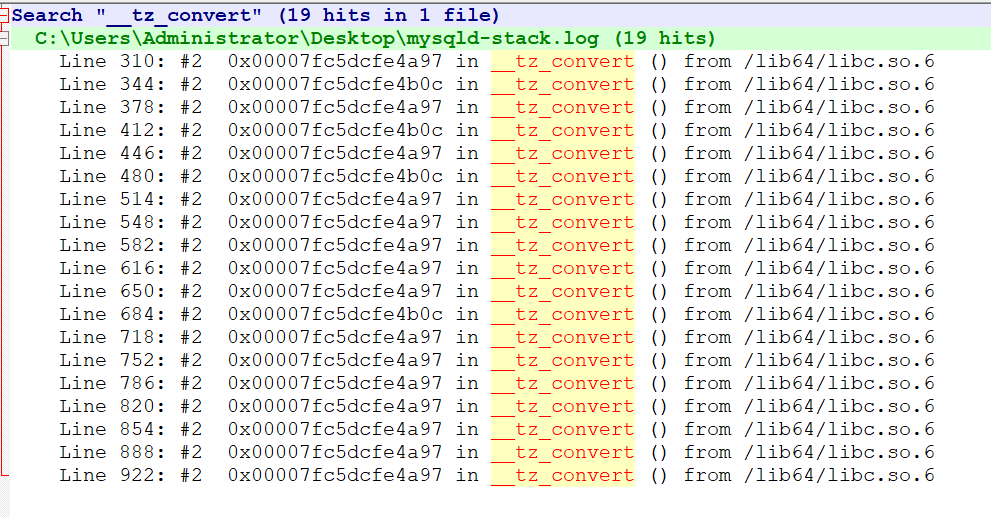 Search "__tz_convert" (19 hits in 1 file)
C:\Users\Administrator\Desktop\mysqld-stack.log (19 hits)
Line 310: #2  0x00007fc5dcfe4a97 in __tz_convert () from /lib64/libc.so.6
Line 344: #2  0x00007fc5dcfe4b0c in __tz_convert () from /lib64/libc.so.6
Line 378: #2  0x00007fc5dcfe4a97 in __tz_convert () from /lib64/libc.so.6
Line 412: #2  0x00007fc5dcfe4b0c in __tz_convert () from /lib64/libc.so.6
Line 446: #2  0x00007fc5dcfe4a97 in __tz_convert () from /lib64/libc.so.6
Line 480: #2  0x00007fc5dcfe4b0c in __tz_convert () from /lib64/libc.so.6
Line 514: #2  0x00007fc5dcfe4a97 in __tz_convert () from /lib64/libc.so.6
Line 548: #2  0x00007fc5dcfe4a97 in __tz_convert () from /lib64/libc.so.6
Line 582: #2  0x00007fc5dcfe4a97 in __tz_convert () from /lib64/libc.so.6
Line 616: #2  0x00007fc5dcfe4a97 in __tz_convert () from /lib64/libc.so.6
Line 650: #2  0x00007fc5dcfe4a97 in __tz_convert () from /lib64/libc.so.6
Line 684: #2  0x00007fc5dcfe4b0c in __tz_convert () from /lib64/libc.so.6
Line 718: #2  0x00007fc5dcfe4a97 in __tz_convert () from /lib64/libc.so.6
Line 752: #2  0x00007fc5dcfe4a97 in __tz_convert () from /lib64/libc.so.6
Line 786: #2  0x00007fc5dcfe4a97 in __tz_convert () from /lib64/libc.so.6
Line 820: #2  0x00007fc5dcfe4a97 in __tz_convert () from /lib64/libc.so.6
Line 854: #2  0x00007fc5dcfe4a97 in __tz_convert () from /lib64/libc.so.6
Line 888: #2  0x00007fc5dcfe4a97 in __tz_convert () from /lib64/libc.so.6
Line 922: #2  0x00007fc5dcfe4a97 in __tz_convert () from /lib64/libc.so.6